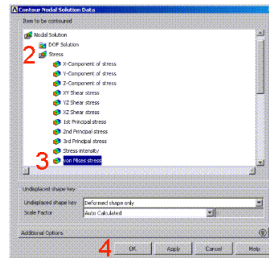 Contour Nodal Solution Data
Item to be contoured
Nodal Solution
2
DOF Solution
Stress
X-Component of stress
Y-Component of stress
Z-Component of stress
XY Shear stress
YZ Shear stress
XZ Shear stress
1st Principal stress
2nd Principal stress
3rd Principal stress
Stress intensity
3
von Mises stress
Undisplaced shape key
Undisplaced shape key
Deformed shape only
Scale Factor
Auto Calculated
Additional Options
4
OK
Apply
Cancel
Help